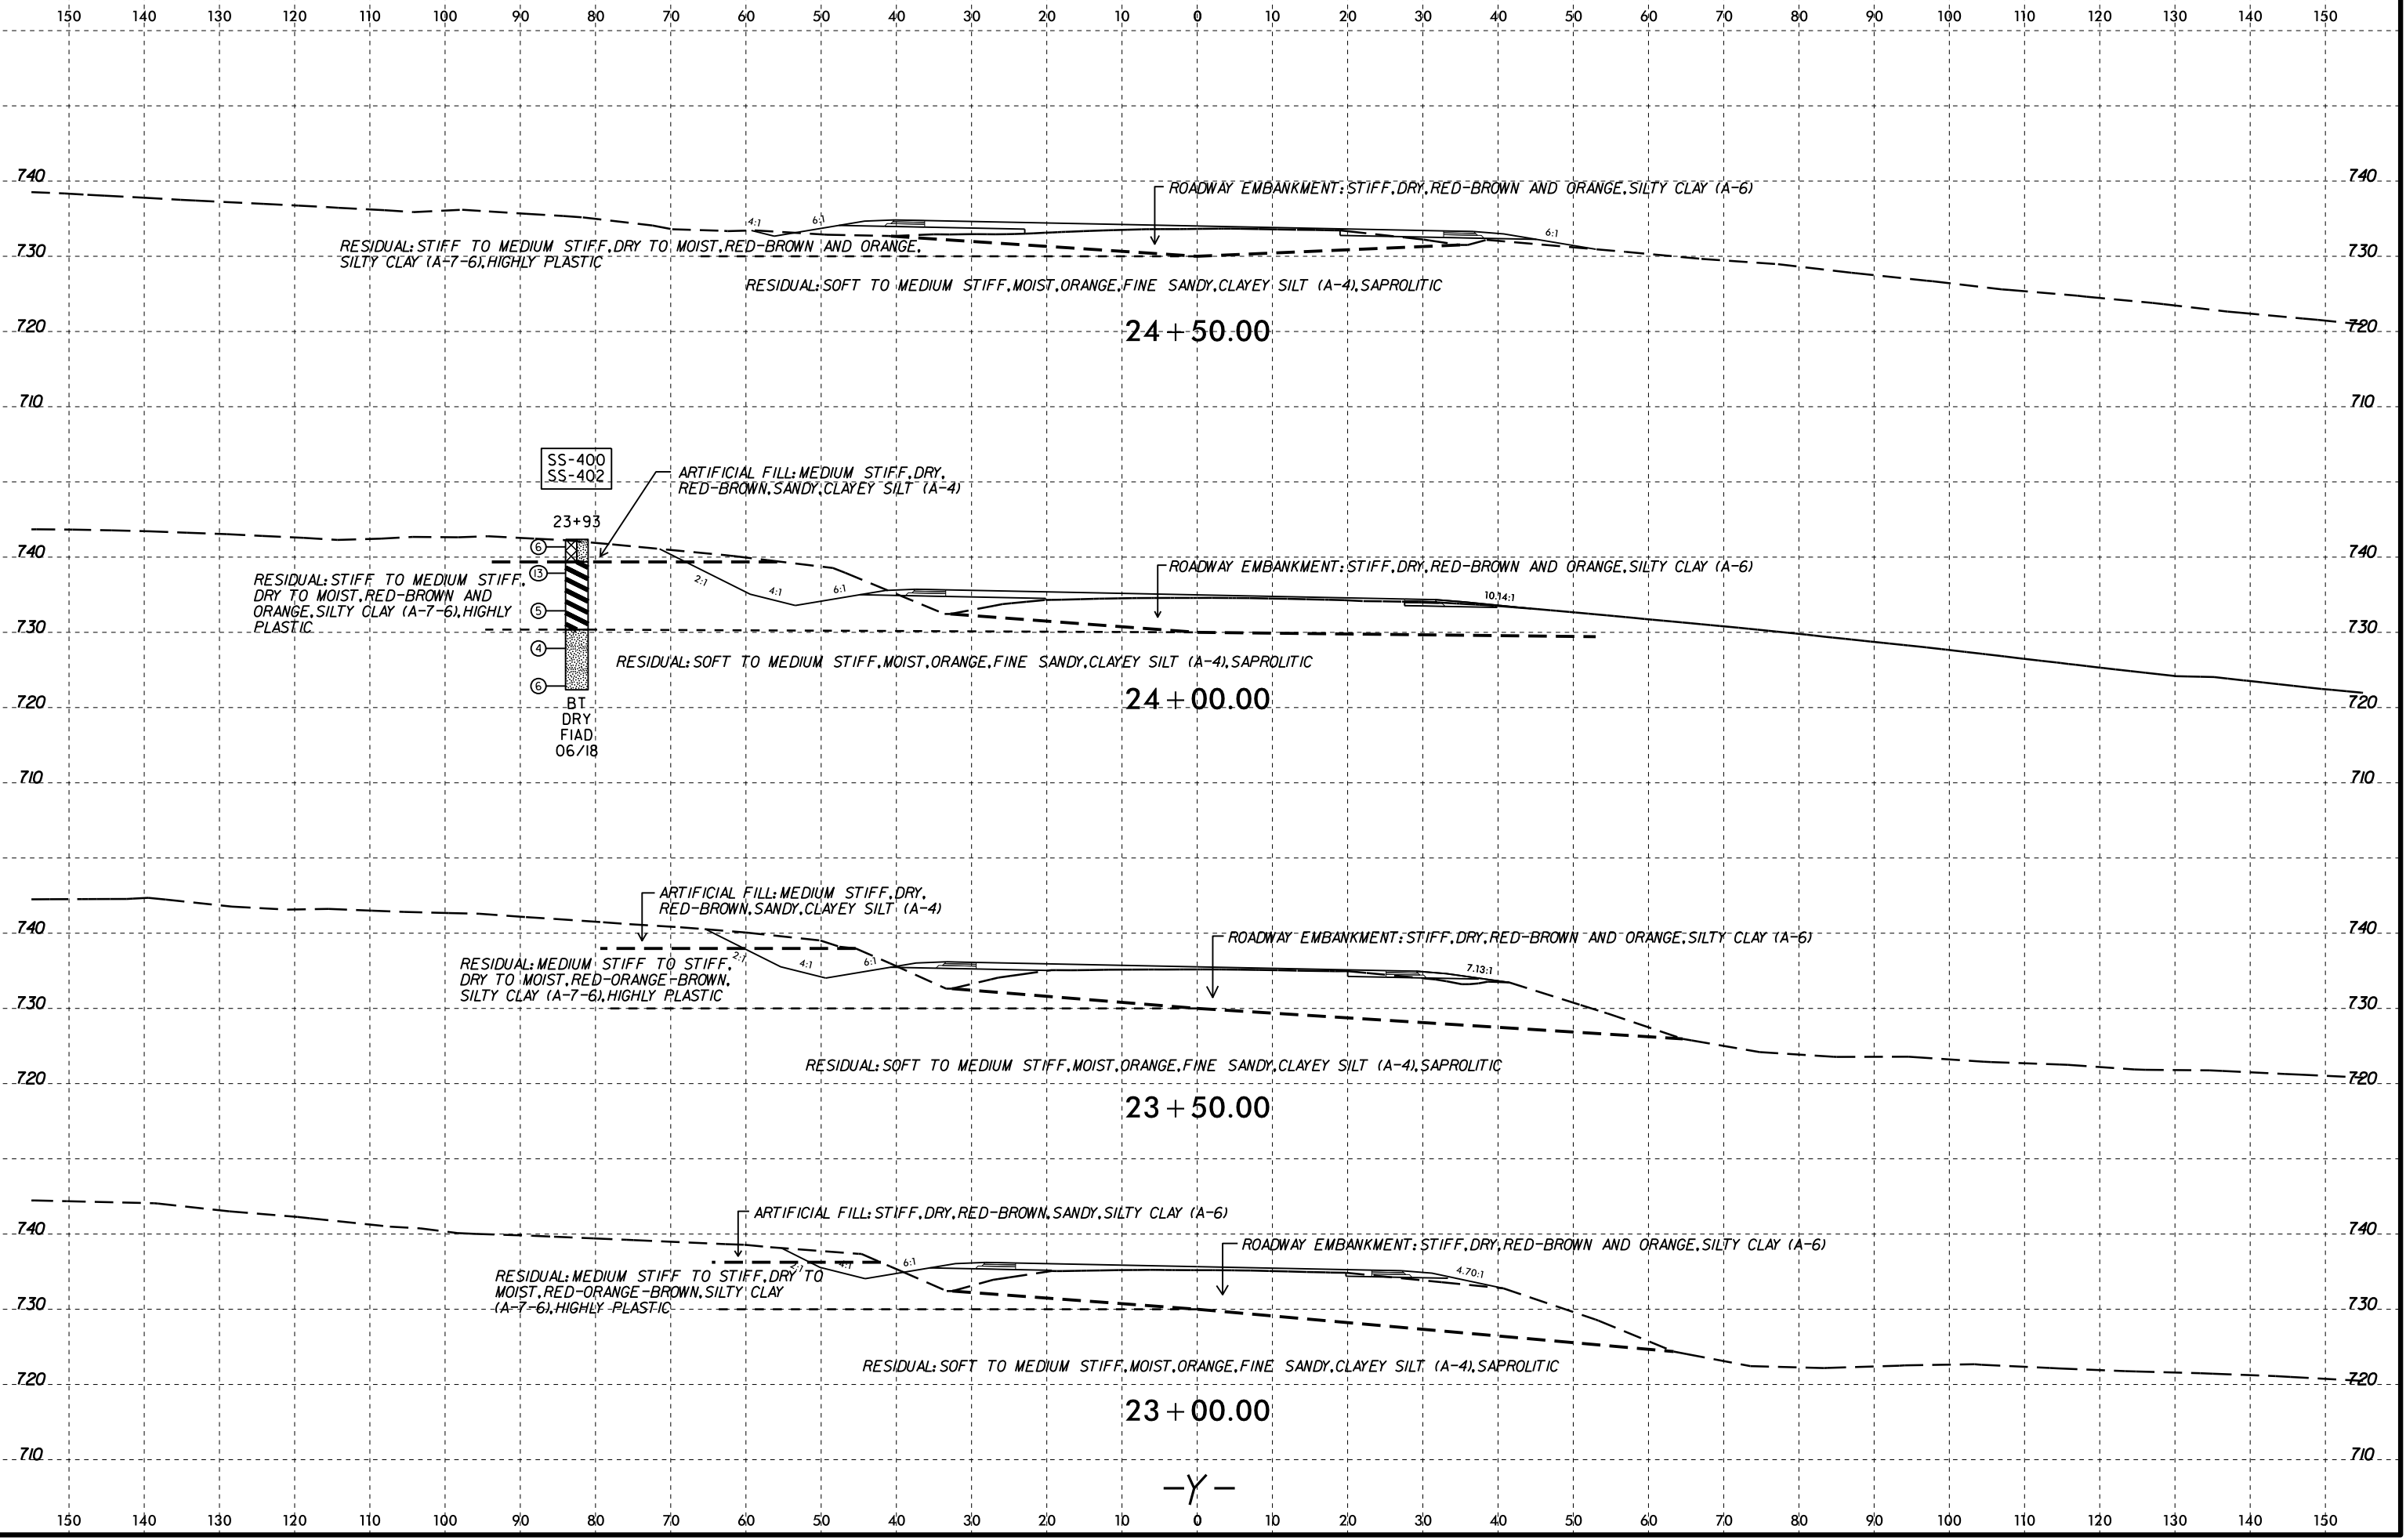 150 140 130 120 110 100 90 80 70 60 50 40 30 20 10 0 10 20 30 40 50 60 70 80 90 100 110 120 130 140 150
740 740
ROADWAY EMBANKMENT: STIFF, DRY, RED-BROWN AND ORANGE, SILTY CLAY (A-6)
4:1 6:1 6:1
RESIDUAL: STIFF TO MEDIUM STIFF, DRY TO MOIST, RED-BROWN AND ORANGE,
SILTY CLAY (A-7-6), HIGHLY PLASTIC
730 730
RESIDUAL: SOFT TO MEDIUM STIFF, MOIST, ORANGE, FINE SANDY, CLAYEY SILT (A-4), SAPROLITIC
720 720
24+50.00
710 710
SS-400
SS-402
ARTIFICIAL FILL: MEDIUM STIFF, DRY,
RED-BROWN, SANDY, CLAYEY SILT (A-4)
23+93
6
740 740
ROADWAY EMBANKMENT: STIFF, DRY, RED-BROWN AND ORANGE, SILTY CLAY (A-6)
13
RESIDUAL: STIFF TO MEDIUM STIFF,
DRY TO MOIST, RED-BROWN AND
ORANGE, SILTY CLAY (A-7-6), HIGHLY
PLASTIC
2:1 4:1 6:1 10.14:1
5
730 730
4
RESIDUAL: SOFT TO MEDIUM STIFF, MOIST, ORANGE, FINE SANDY, CLAYEY SILT (A-4), SAPROLITIC
6
720 720
24+00.00
BT
DRY
FIAD
06/18
710 710
ARTIFICIAL FILL: MEDIUM STIFF, DRY,
RED-BROWN, SANDY, CLAYEY SILT (A-4)
740 740
ROADWAY EMBANKMENT: STIFF, DRY, RED-BROWN AND ORANGE, SILTY CLAY (A-6)
2:1 4:1 6:1 7.13:1
RESIDUAL: MEDIUM STIFF TO STIFF,
DRY TO MOIST, RED-ORANGE-BROWN,
SILTY CLAY (A-7-6), HIGHLY PLASTIC
730 730
RESIDUAL: SOFT TO MEDIUM STIFF, MOIST, ORANGE, FINE SANDY, CLAYEY SILT (A-4), SAPROLITIC
720 720
23+50.00
ARTIFICIAL FILL: STIFF, DRY, RED-BROWN, SANDY, SILTY CLAY (A-6)
740 740
ROADWAY EMBANKMENT: STIFF, DRY, RED-BROWN AND ORANGE, SILTY CLAY (A-6)
2:1 4:1 6:1 4.70:1
RESIDUAL: MEDIUM STIFF TO STIFF, DRY TO
MOIST, RED-ORANGE-BROWN, SILTY CLAY
(A-7-6), HIGHLY PLASTIC
730 730
RESIDUAL: SOFT TO MEDIUM STIFF, MOIST, ORANGE, FINE SANDY, CLAYEY SILT (A-4), SAPROLITIC
720 720
23+00.00
710 710
-Y-
150 140 130 120 110 100 90 80 70 60 50 40 30 20 10 0 10 20 30 40 50 60 70 80 90 100 110 120 130 140 150